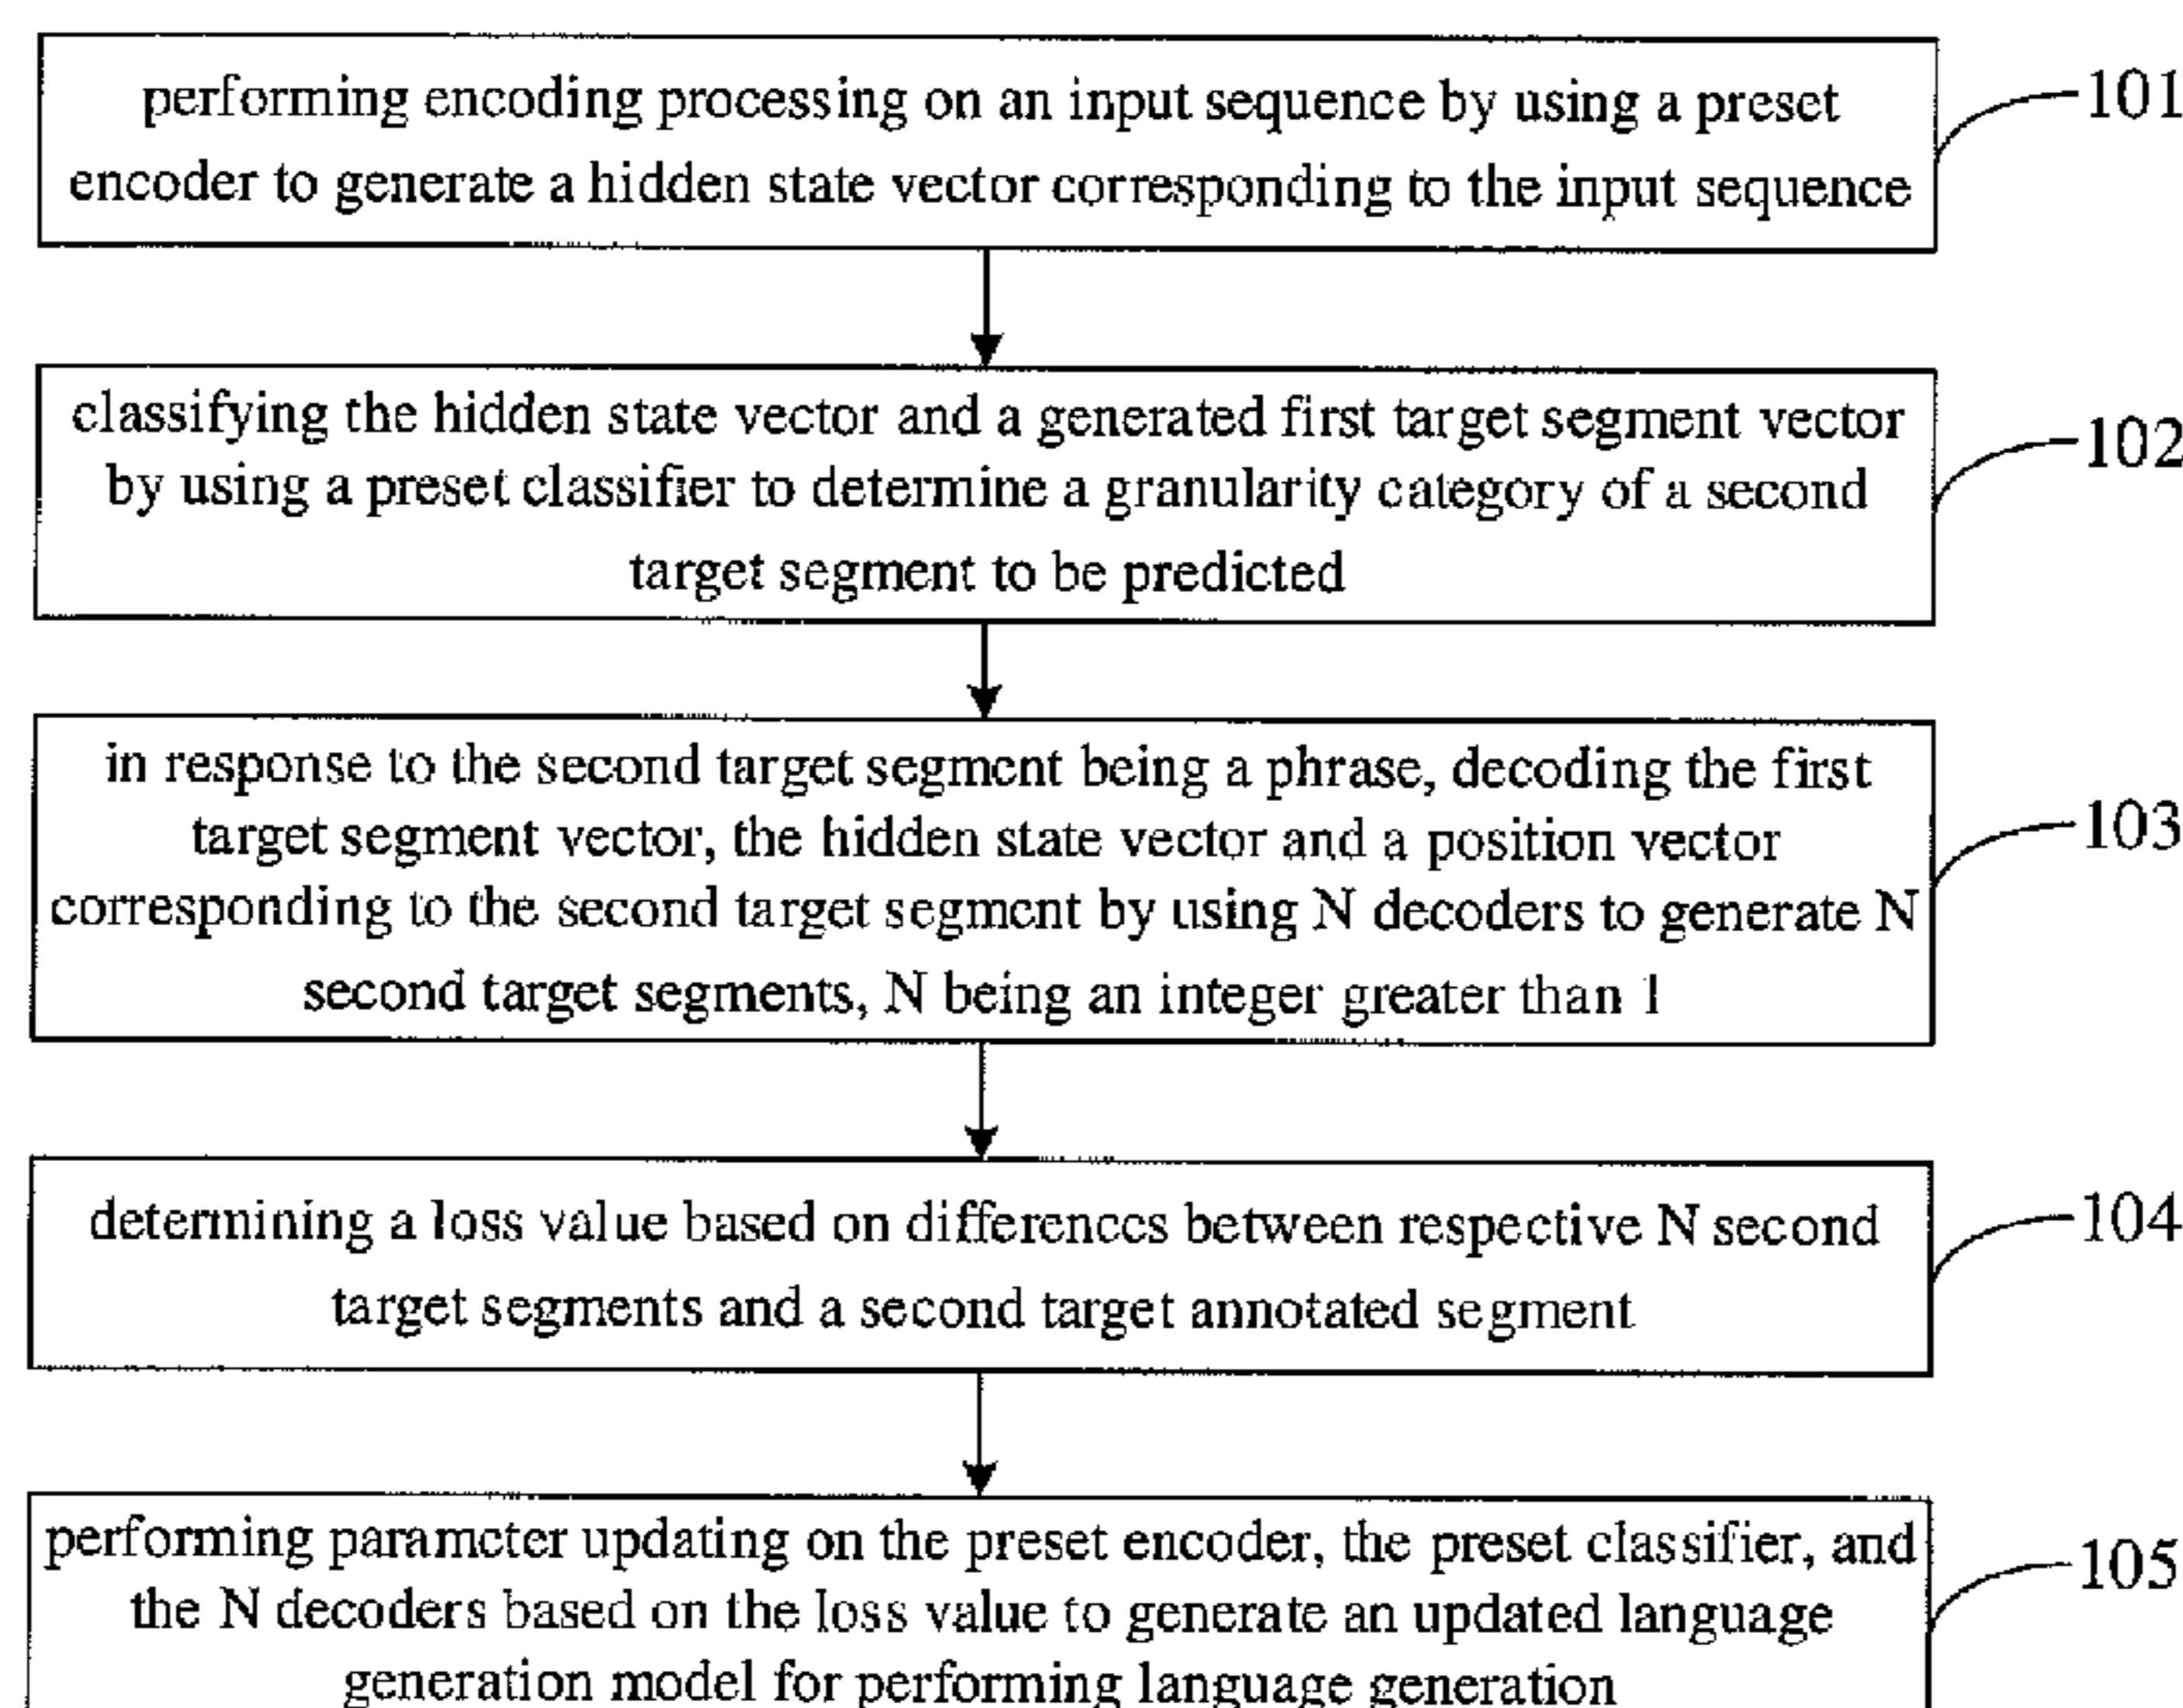 performing encoding processing on an input sequence by using a preset
encoder to generate a hidden state vector corresponding to the input sequence
101
classifying the hidden state vector and a generated first target segment vector
by using a preset classifier to determine a granularity category of a second
target segment to be predicted
102
in response to the second target segment being a phrase, decoding the first
target segment vector, the hidden state vector and a position vector
corresponding to the second target segment by using N decoders to generate N
second target segments, N being an integer greater than 1
103
determining a loss value based on differences between respective N second
target segments and a second target annotated segment
104
performing parameter updating on the preset encoder, the preset classifier, and
the N decoders based on the loss value to generate an updated language
generation model for performing language generation
105